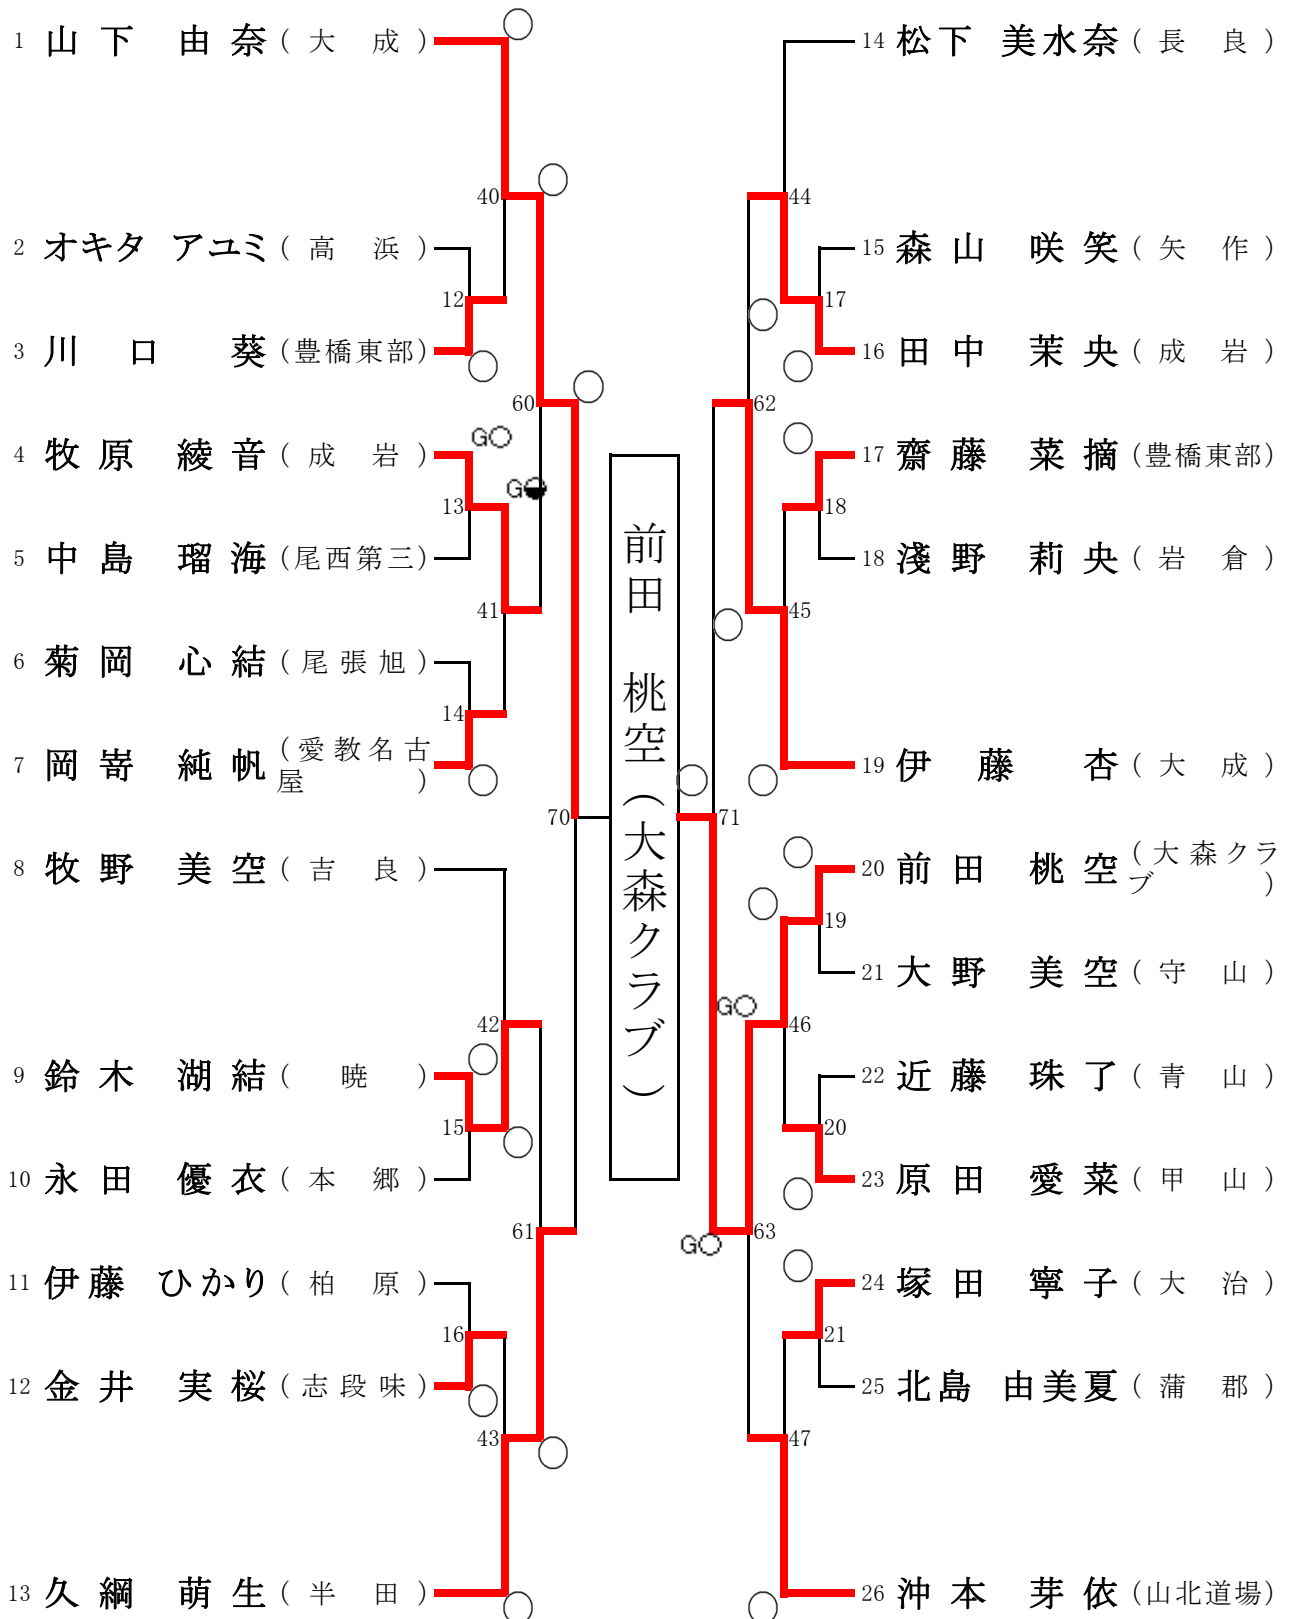 1 山下 由奈 (大成)
40
2 オキタ アユミ (高浜)
12
3 川口 葵 (豊橋東部)
60
G
4 牧原 綾音 (成岩)
G
13
5 中島 瑠海 (尾西第三)
41
6 菊岡 心結 (尾張旭)
14
7 岡嵜 純帆 (愛教名古
屋)
70
8 牧野 美空 (吉良)
42
9 鈴木 湖結 (暁)
15
10 永田 優衣 (本郷)
61
11 伊藤 ひかり (柏原)
16
12 金井 実桜 (志段味)
43
13 久綱 萌生 (半田)
前田 桃空(大森クラブ)
14 松下 美水奈 (長良)
44
15 森山 咲笑 (矢作)
17
16 田中 茉央 (成岩)
62
17 齋藤 菜摘 (豊橋東部)
18
18 淺野 莉央 (岩倉)
45
19 伊藤 杏 (大成)
71
20 前田 桃空 (大森クラ
ブ)
19
21 大野 美空 (守山)
G
46
22 近藤 珠了 (青山)
20
23 原田 愛菜 (甲山)
63
G
24 塚田 寧子 (大治)
21
25 北島 由美夏 (蒲郡)
47
26 沖本 芽依 (山北道場)